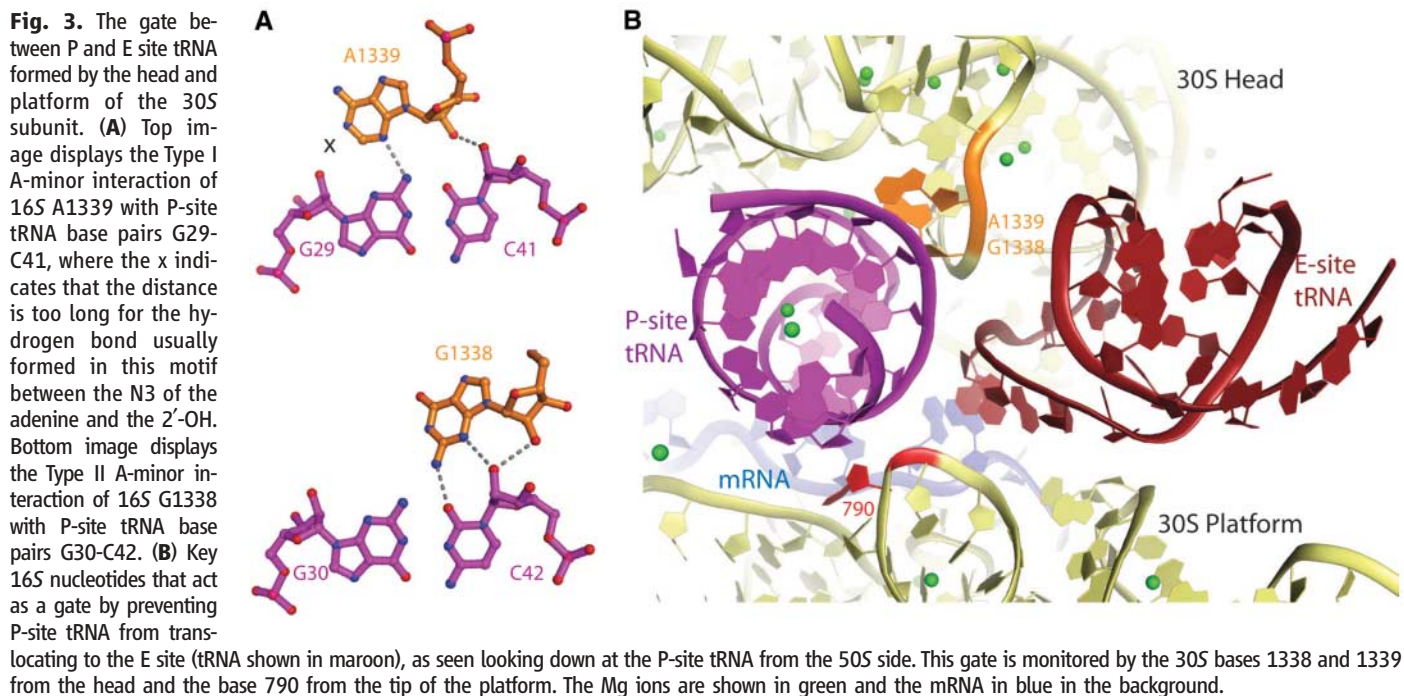 Fig. 3. The gate be-
tween P and E site tRNA
formed by the head and
platform of the 30S
subunit. (A) Top im-
age displays the Type I
A-minor interaction of
16S A1339 with P-site
tRNA base pairs G29-
C41, where the x indi-
cates that the distance
is too long for the hy-
drogen bond usually
formed in this motif
between the N3 of the
adenine and the 2′-OH.
Bottom image displays
the Type II A-minor in-
teraction of 16S G1338
with P-site tRNA base
pairs G30-C42. (B) Key
16S nucleotides that act
as a gate by preventing
P-site tRNA from trans-
locating to the E site (tRNA shown in maroon), as seen looking down at the P-site tRNA from the 50S side. This gate is monitored by the 30S bases 1338 and 1339
from the head and the base 790 from the tip of the platform. The Mg ions are shown in green and the mRNA in blue in the background.
A
A1339
x
G29
C41
G1338
G30
C42
B
30S Head
A1339
G1338
P-site
tRNA
E-site
tRNA
mRNA
790
30S Platform